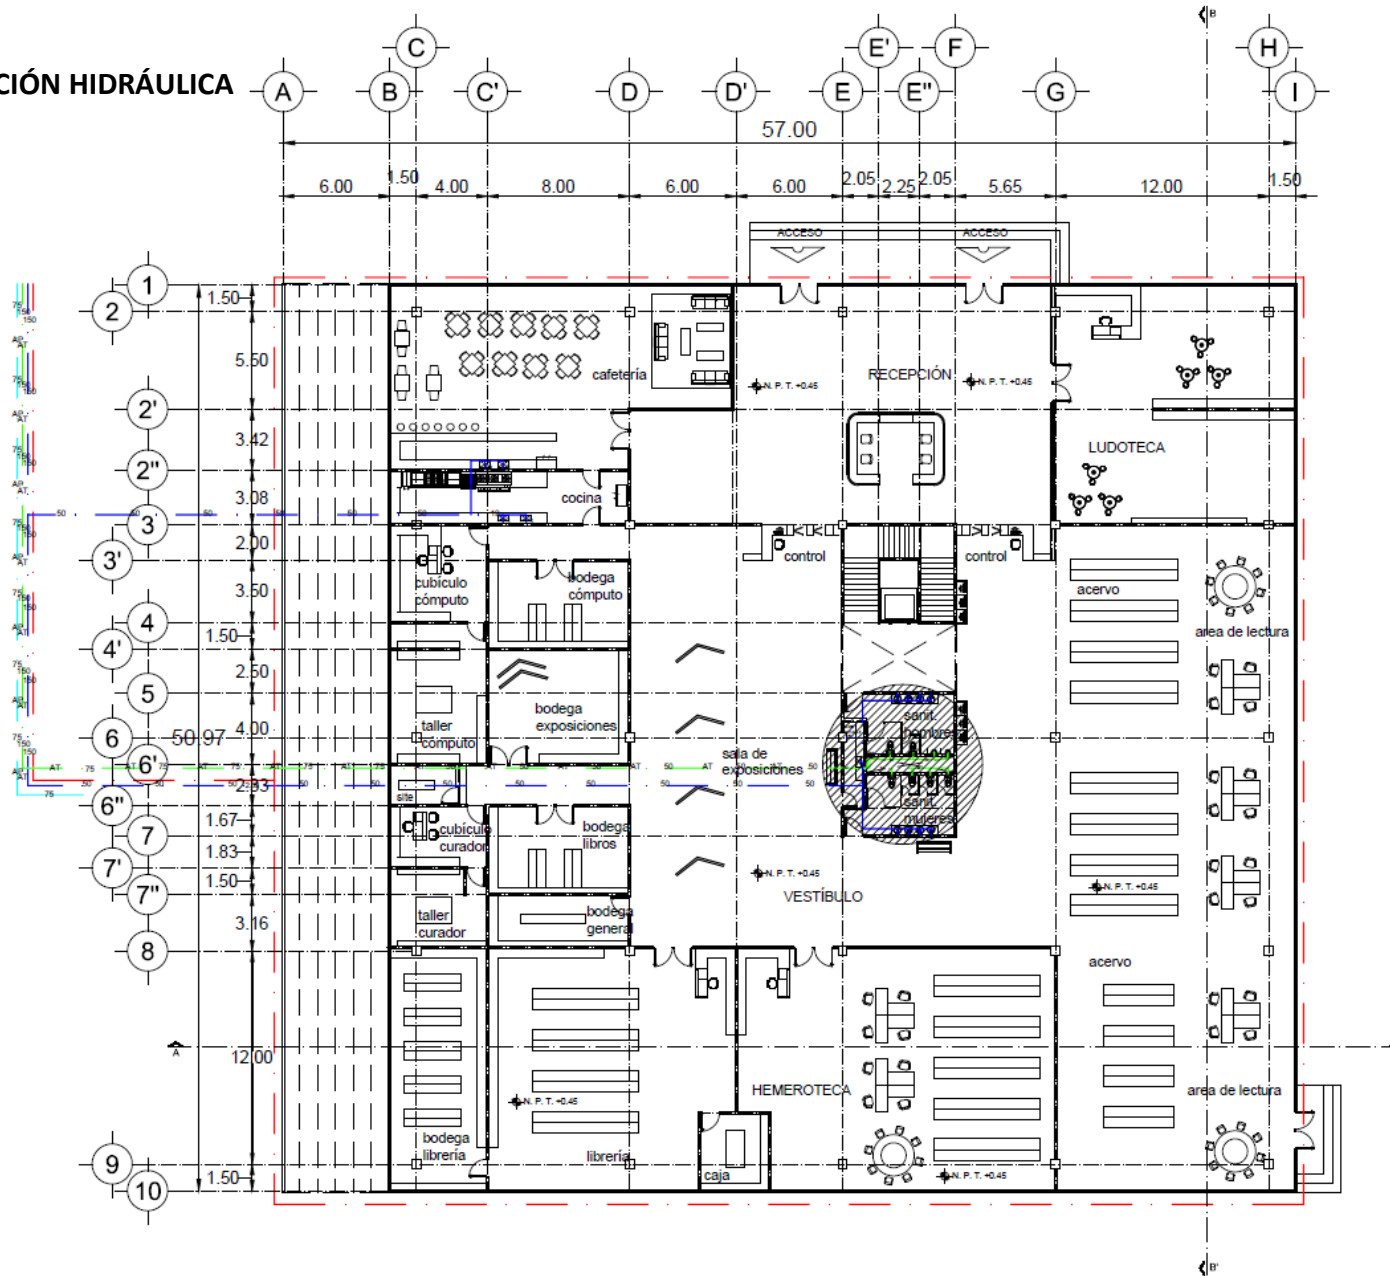 B
C
E'
F
H
CIÓN HIDRÁULICA
A
B
C'
D
D'
E
E''
G
I
57.00
6.00
1.50
4.00
8.00
6.00
6.00
2.05
2.25
2.05
5.65
12.00
1.50
ACCESO
ACCESO
1
2
1.50
5.50
cafetería
RECEPCIÓN
N. P. T. +0.45
N. P. T. +0.45
2'
3.42
LUDOTECA
2''
3.08
cocina
3
2.00
control
control
3'
cubículo
cómputo
bodega
cómputo
acervo
3.50
4
1.50
area de lectura
4'
2.50
5
taller
cómputo
bodega
exposiciones
sanit.
hombres
4.00
6
50.97
sala de
exposiciones
6'
2.33
site
sanit.
mujeres
6''
1.67
cubículo
curador
bodega
libros
7
1.83
7'
1.50
N. P. T. +0.45
VESTÍBULO
N. P. T. +0.45
7''
3.16
taller
curador
bodega
general
8
acervo
A
12.00
HEMEROTECA
area de lectura
N. P. T. +0.45
bodega
librería
librería
9
1.50
caja
N. P. T. +0.45
10
B'